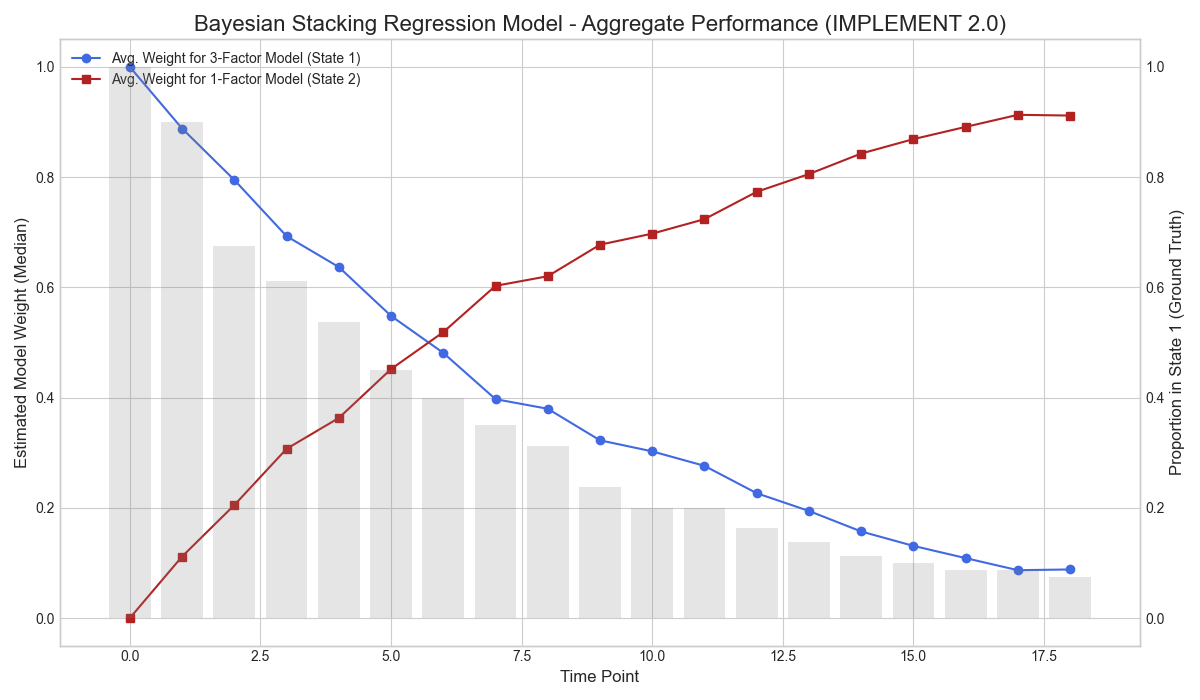 Bayesian Stacking Regression Model - Aggregate Performance (IMPLEMENT 2.0)
Avg. Weight for 3-Factor Model (State 1)
Avg. Weight for 1-Factor Model (State 2)
Estimated Model Weight (Median)
1.0
0.8
0.6
0.4
0.2
0.0
1.0
0.8
0.6
0.4
0.2
0.0
Proportion in State 1 (Ground Truth)
0.0 2.5 5.0 7.5 10.0 12.5 15.0 17.5
Time Point